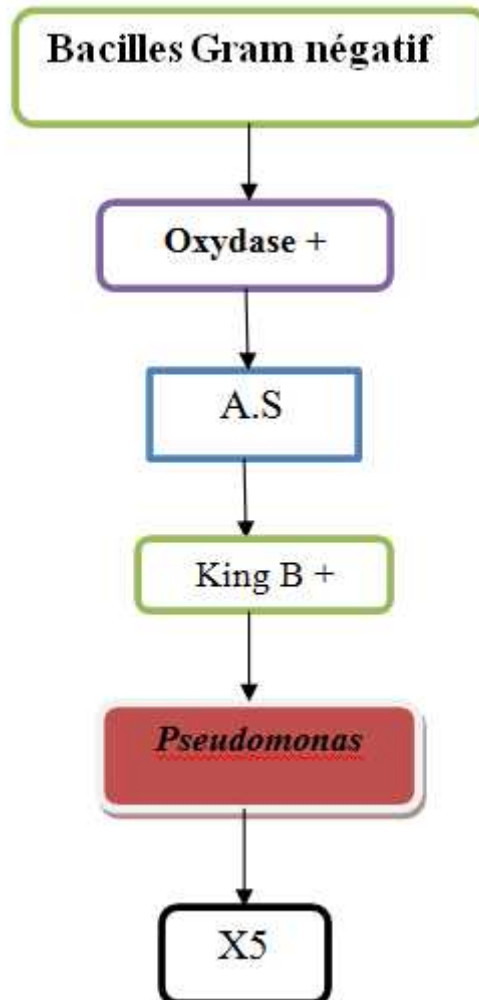 Bacilles Gram négatif
Oxydase +
A.S
King B +
Pseudomonas
X5